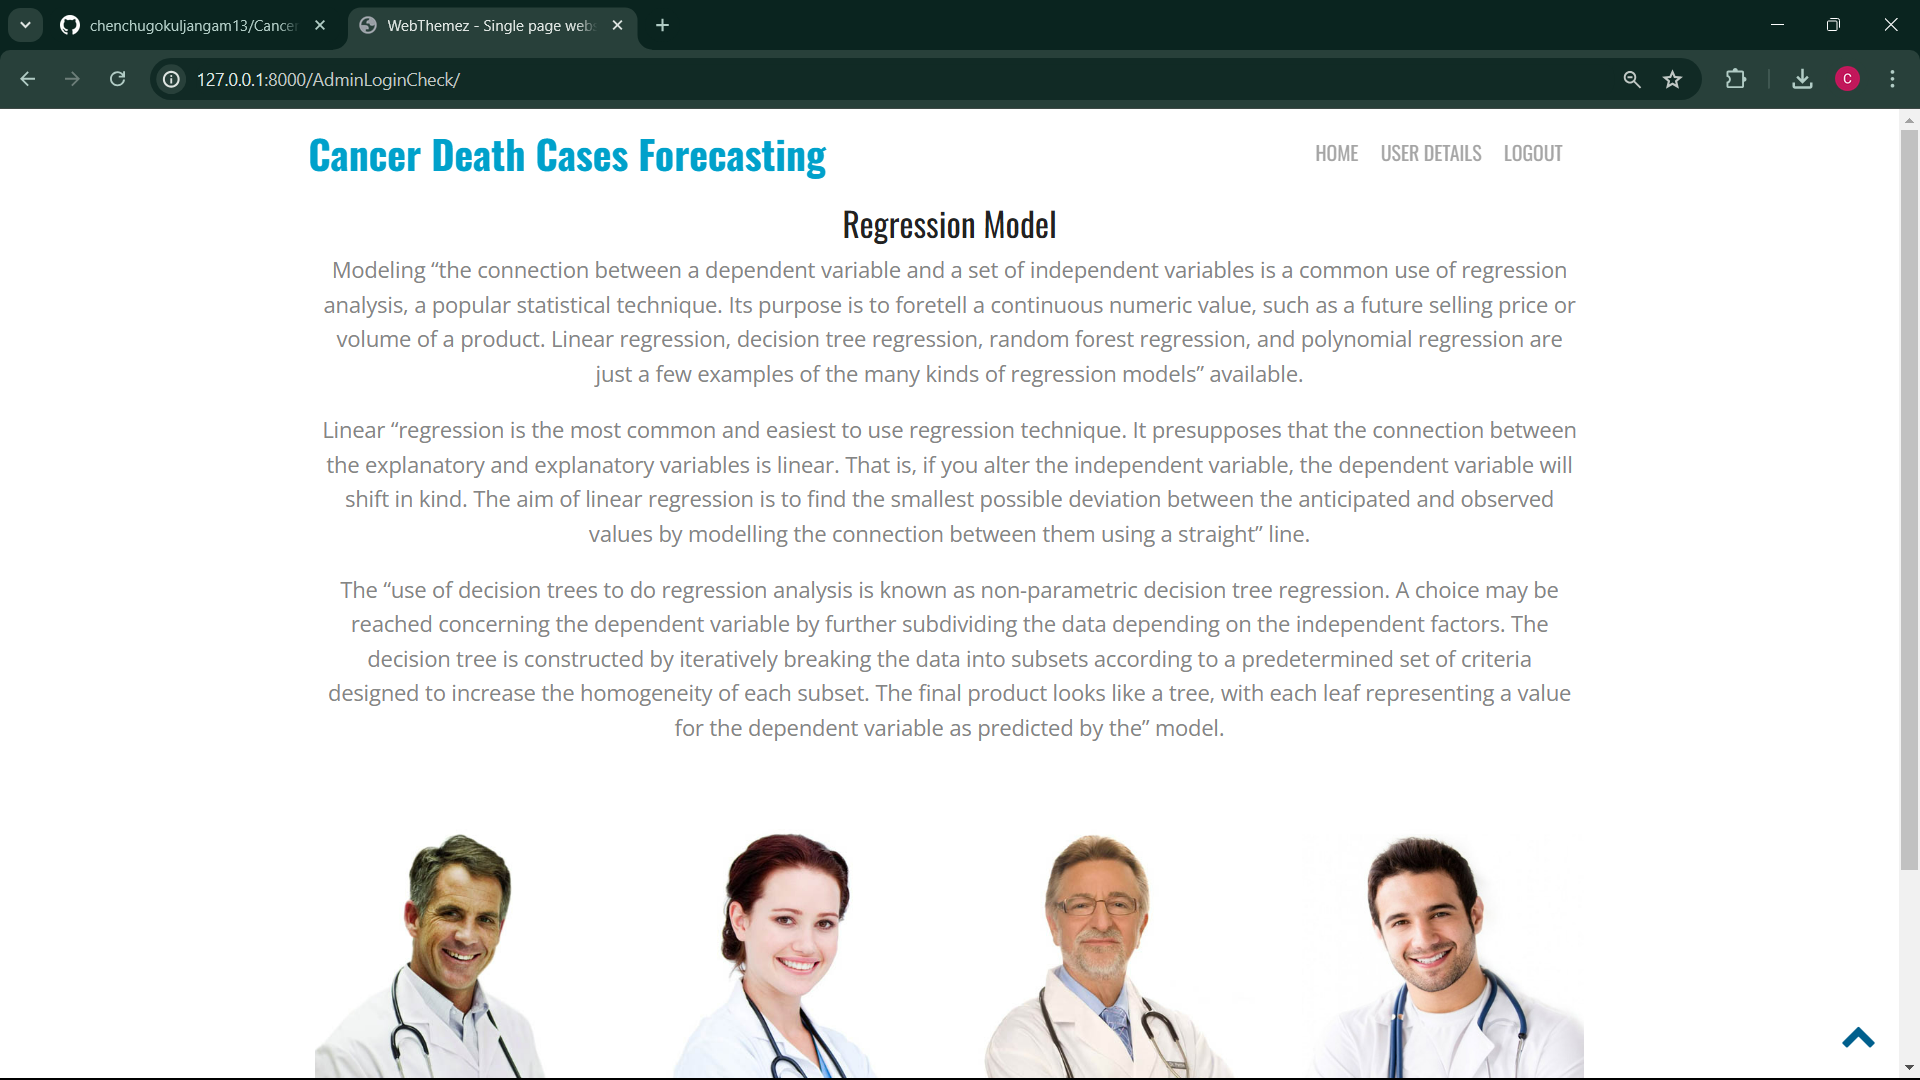 chenchugokuljangam13/Cancer
WebThemez - Single page webs
127.0.0.1:8000/AdminLoginCheck/
C
Cancer Death Cases Forecasting
HOME USER DETAILS LOGOUT
Regression Model
Modeling “the connection between a dependent variable and a set of independent variables is a common use of regression
analysis, a popular statistical technique. Its purpose is to foretell a continuous numeric value, such as a future selling price or
volume of a product. Linear regression, decision tree regression, random forest regression, and polynomial regression are
just a few examples of the many kinds of regression models” available.
Linear “regression is the most common and easiest to use regression technique. It presupposes that the connection between
the explanatory and explanatory variables is linear. That is, if you alter the independent variable, the dependent variable will
shift in kind. The aim of linear regression is to find the smallest possible deviation between the anticipated and observed
values by modelling the connection between them using a straight” line.
The “use of decision trees to do regression analysis is known as non-parametric decision tree regression. A choice may be
reached concerning the dependent variable by further subdividing the data depending on the independent factors. The
decision tree is constructed by iteratively breaking the data into subsets according to a predetermined set of criteria
designed to increase the homogeneity of each subset. The final product looks like a tree, with each leaf representing a value
for the dependent variable as predicted by the” model.